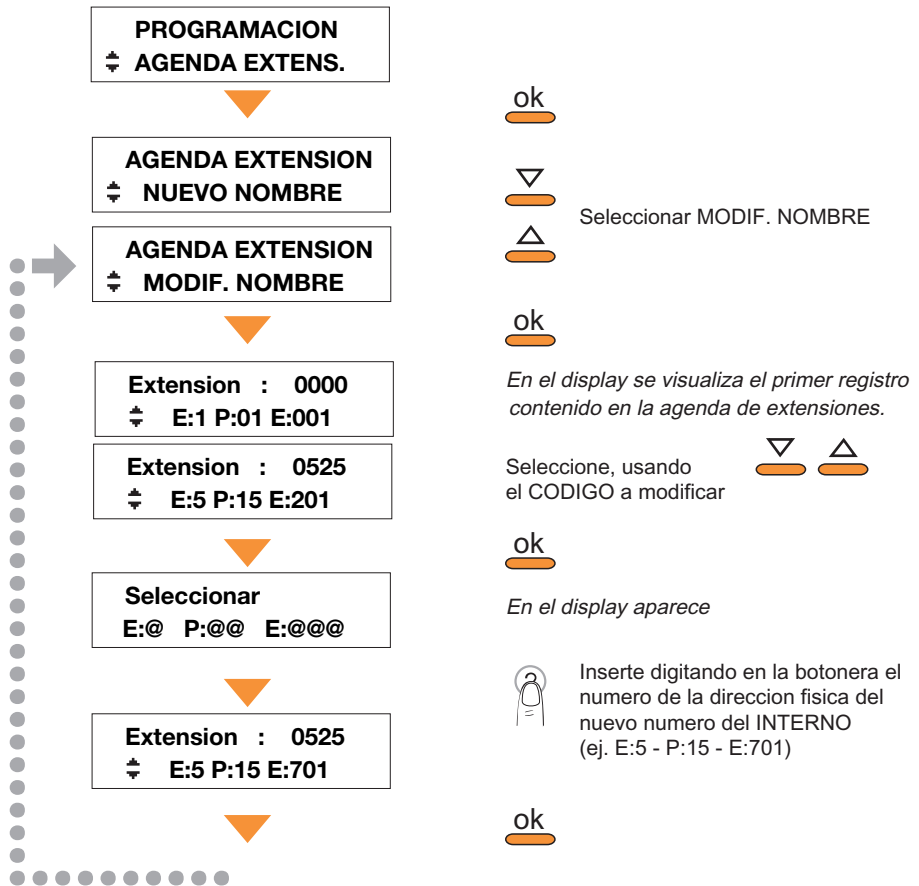 PROGRAMACION
AGENDA EXTENS.
ok
AGENDA EXTENSION
NUEVO NOMBRE
Seleccionar MODIF. NOMBRE
AGENDA EXTENSION
MODIF. NOMBRE
ok
Extension : 0000
E:1 P:01 E:001
En el display se visualiza el primer registro
contenido en la agenda de extensiones.
Extension : 0525
E:5 P:15 E:201
Seleccione, usando
el CODIGO a modificar
ok
Seleccionar
E:@ P:@@ E:@@@
En el display aparece
Inserte digitando en la botonera el
numero de la direccion fisica del
nuevo numero del INTERNO
(ej. E:5 - P:15 - E:701)
Extension : 0525
E:5 P:15 E:701
ok